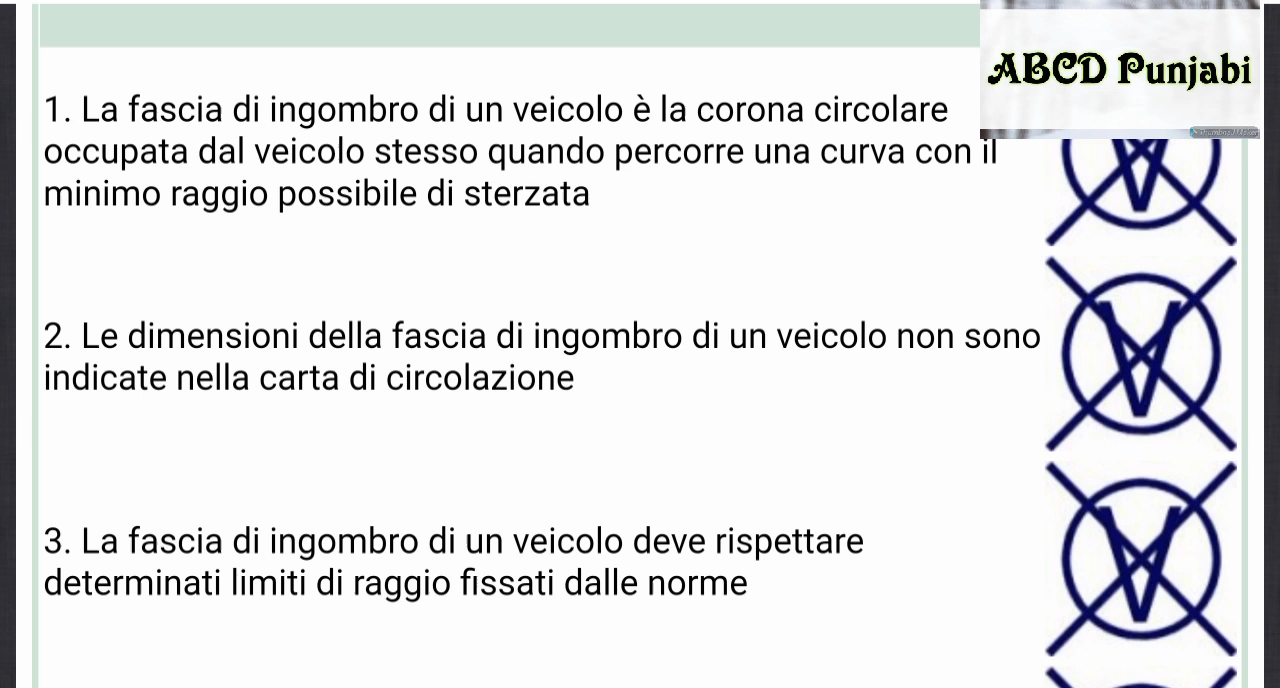 ABCD Punjabi
1. La fascia di ingombro di un veicolo è la corona circolare
occupata dal veicolo stesso quando percorre una curva con il
minimo raggio possibile di sterzata
V
2. Le dimensioni della fascia di ingombro di un veicolo non sono
indicate nella carta di circolazione
V
3. La fascia di ingombro di un veicolo deve rispettare
determinati limiti di raggio fissati dalle norme
V